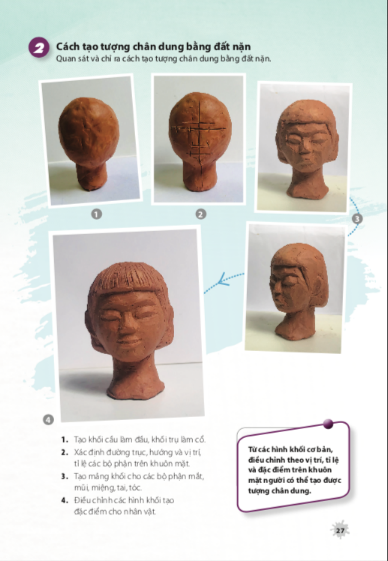 2 Cách tạo tượng chân dung bằng đất nặn
Quan sát và chỉ ra cách tạo tượng chân dung bằng đất nặn.
1
2
3
4
1. Tạo khối cầu làm đầu, khối trụ làm cổ.
2. Xác định đường trục, hướng và vị trí,
tỉ lệ các bộ phận trên khuôn mặt.
3. Tạo mảng khối cho các bộ phận mắt,
mũi, miệng, tai, tóc.
4. Điều chỉnh các hình khối tạo
đặc điểm cho nhân vật.
Từ các hình khối cơ bản,
điều chỉnh theo vị trí, tỉ lệ
và đặc điểm trên khuôn
mặt người có thể tạo được
tượng chân dung.
27